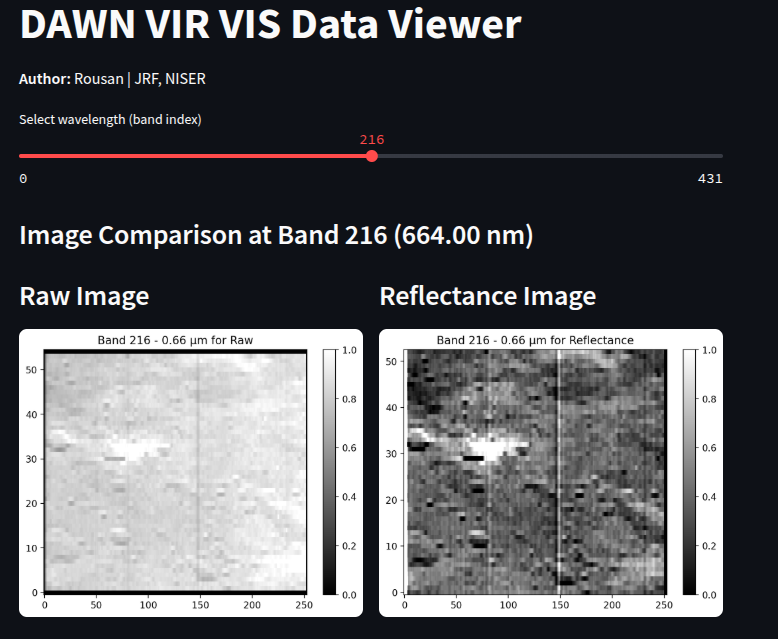 DAWN VIR VIS Data Viewer
Author: Rousan | JRF, NISER
Select wavelength (band index)
216
0 431
Image Comparison at Band 216 (664.00 nm)
Raw Image
Reflectance Image
Band 216 - 0.66 μm for Raw
50
40
30
20
10
0
0 50 100 150 200 250
1.0
0.8
0.6
0.4
0.2
0.0
Band 216 - 0.66 μm for Reflectance
50
40
30
20
10
0
0 50 100 150 200 250
1.0
0.8
0.6
0.4
0.2
0.0